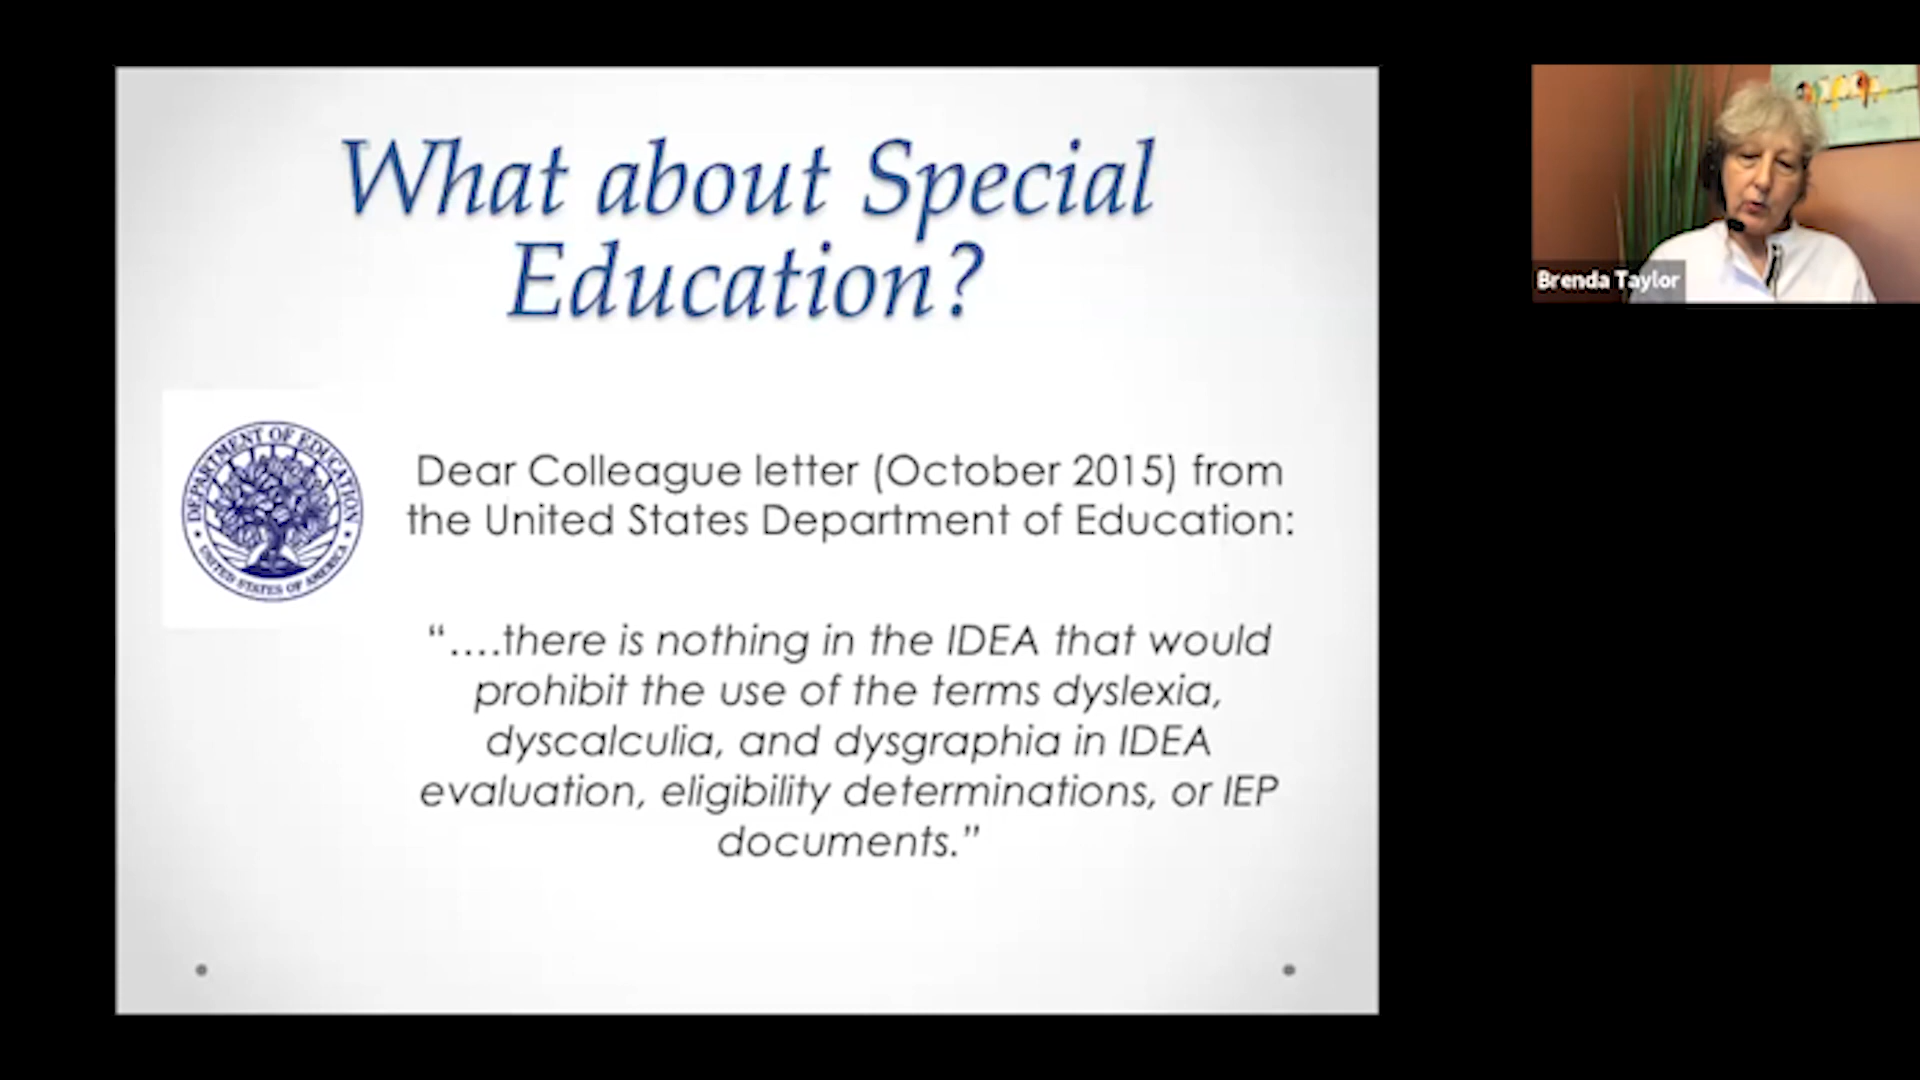 What about Special
Education?
DEPARTMENT OF EDUCATION
UNITED STATES OF AMERICA
Dear Colleague letter (October 2015) from
the United States Department of Education:
“....there is nothing in the IDEA that would
prohibit the use of the terms dyslexia,
dyscalculia, and dysgraphia in IDEA
evaluation, eligibility determinations, or IEP
documents.”
Brenda Taylor